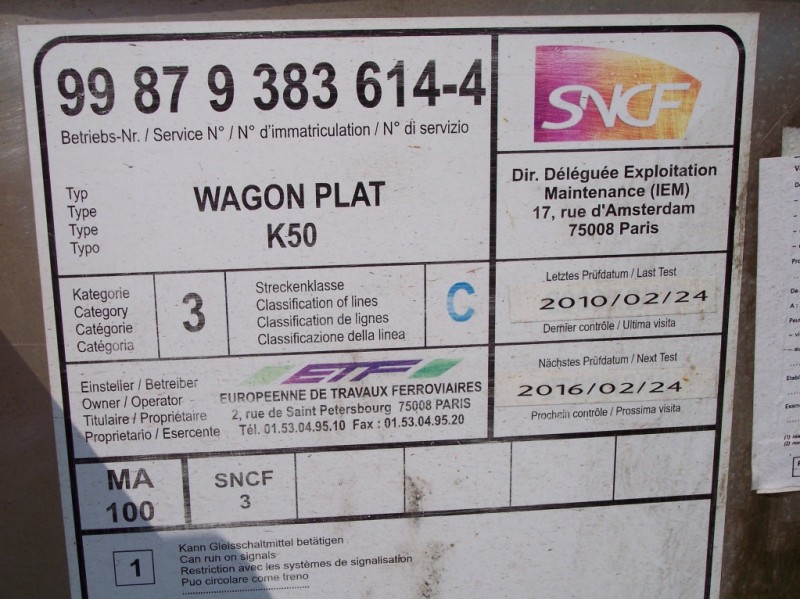 99 87 9 383 614-4
Betriebs-Nr. / Service N° / N° d'immatriculation / N° di servizio
SNCF
Typ
Type
Type
Typo
WAGON PLAT
K50
Dir. Déléguée Exploitation
Maintenance (IEM)
17, rue d'Amsterdam
75008 Paris
Kategorie
Category
Catégorie
Catégoria
3
Streckenklasse
Classification of lines
Classification de lignes
Classificazione della linea
C
Letztes Prüfdatum / Last Test
2010/02/24
Dernier contrôle / Ultima visita
Einsteller / Betreiber
Owner / Operator
Titulaire / Propriétaire
Proprietario / Esercente
ETF
EUROPEENNE DE TRAVAUX FERROVIAIRES
2, rue de Saint Petersbourg 75008 PARIS
Tél. 01.53.04.95.10 Fax : 01.53.04.95.20
Nächstes Prüfdatum / Next Test
2016/02/24
Prochain contrôle / Prossima visita
MA
100
SNCF
3
1
Kann Gleisschaltmittel betätigen
Can run on signals
Restriction avec les systèmes de signalisation
Puo circolare come treno